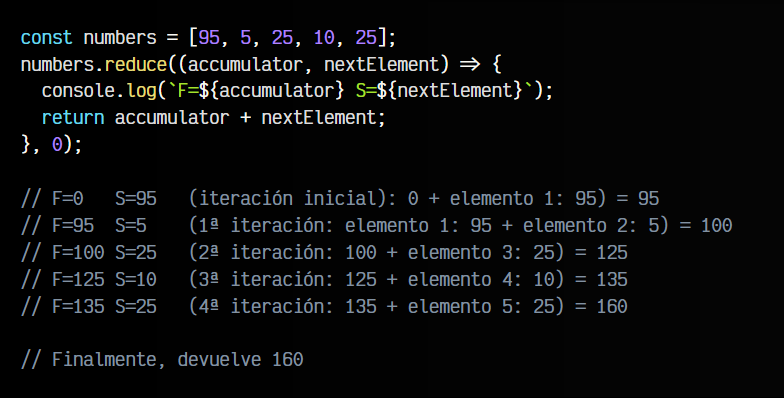 const numbers = [95, 5, 25, 10, 25];
numbers.reduce((accumulator, nextElement) => {
  console.log(`F=${accumulator} S=${nextElement}`);
  return accumulator + nextElement;
}, 0);

// F=0   S=95   (iteración inicial): 0 + elemento 1: 95) = 95
// F=95  S=5    (1ª iteración: elemento 1: 95 + elemento 2: 5) = 100
// F=100 S=25   (2ª iteración: 100 + elemento 3: 25) = 125
// F=125 S=10   (3ª iteración: 125 + elemento 4: 10) = 135
// F=135 S=25   (4ª iteración: 135 + elemento 5: 25) = 160

// Finalmente, devuelve 160